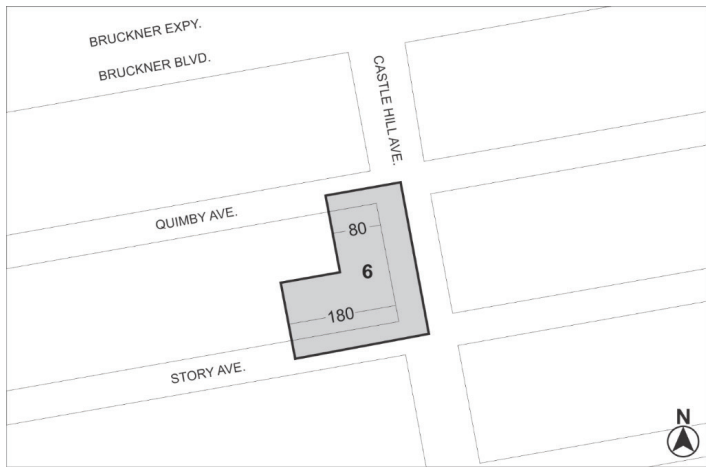 BRUCKNER EXPY.
BRUCKNER BLVD.
CASTLE HILL AVE.
QUIMBY AVE.
80
6
180
STORY AVE.
N